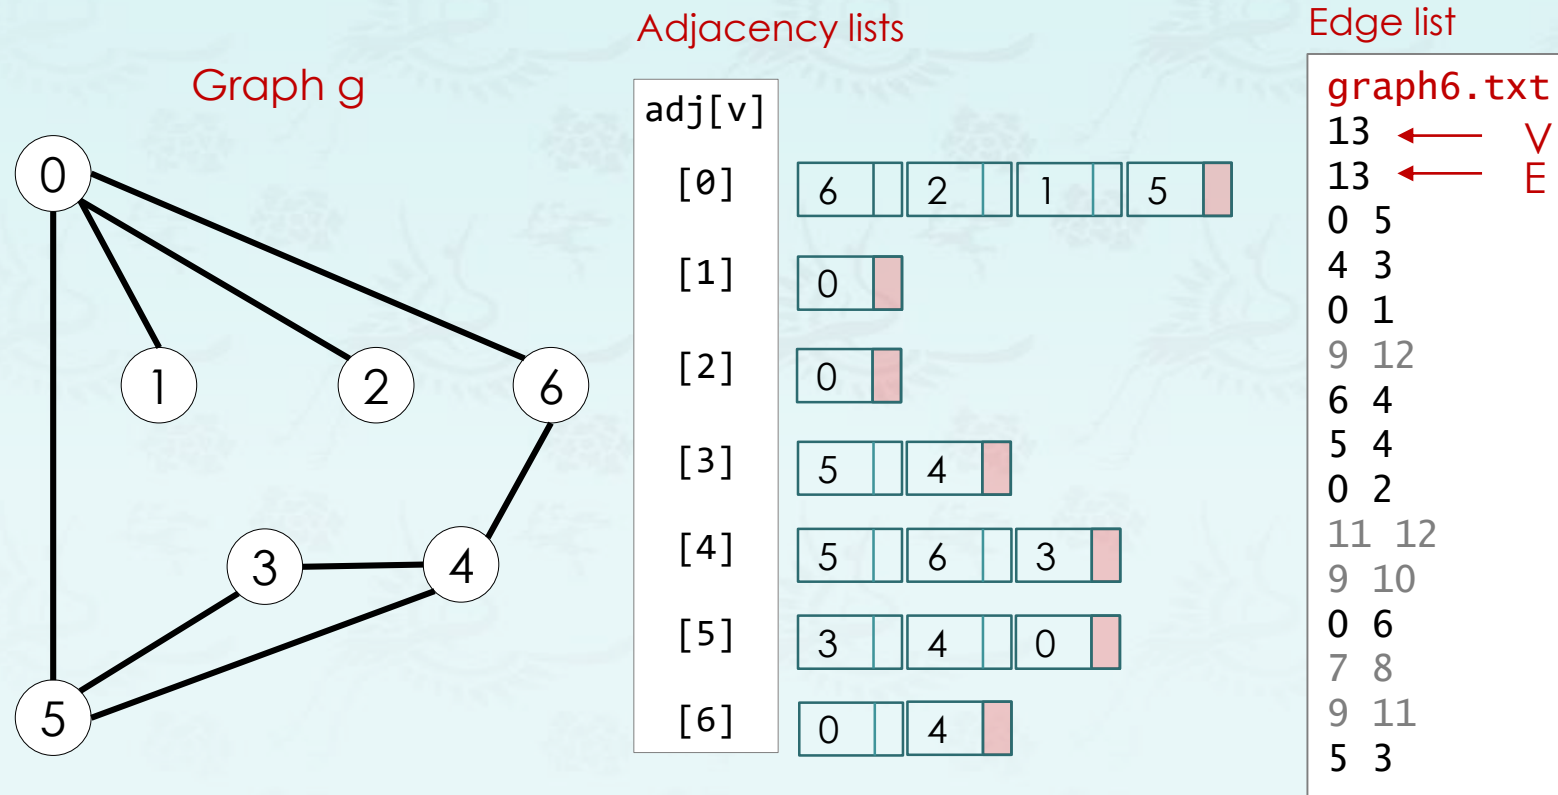 Graph g
0
1
2
6
3
4
5
Adjacency lists
adj[v]
[0] 6 2 1 5
[1] 0
[2] 0
[3] 5 4
[4] 5 6 3
[5] 3 4 0
[6] 0 4
Edge list
graph6.txt
13 V
13 E
0 5
4 3
0 1
9 12
6 4
5 4
0 2
11 12
9 10
0 6
7 8
9 11
5 3